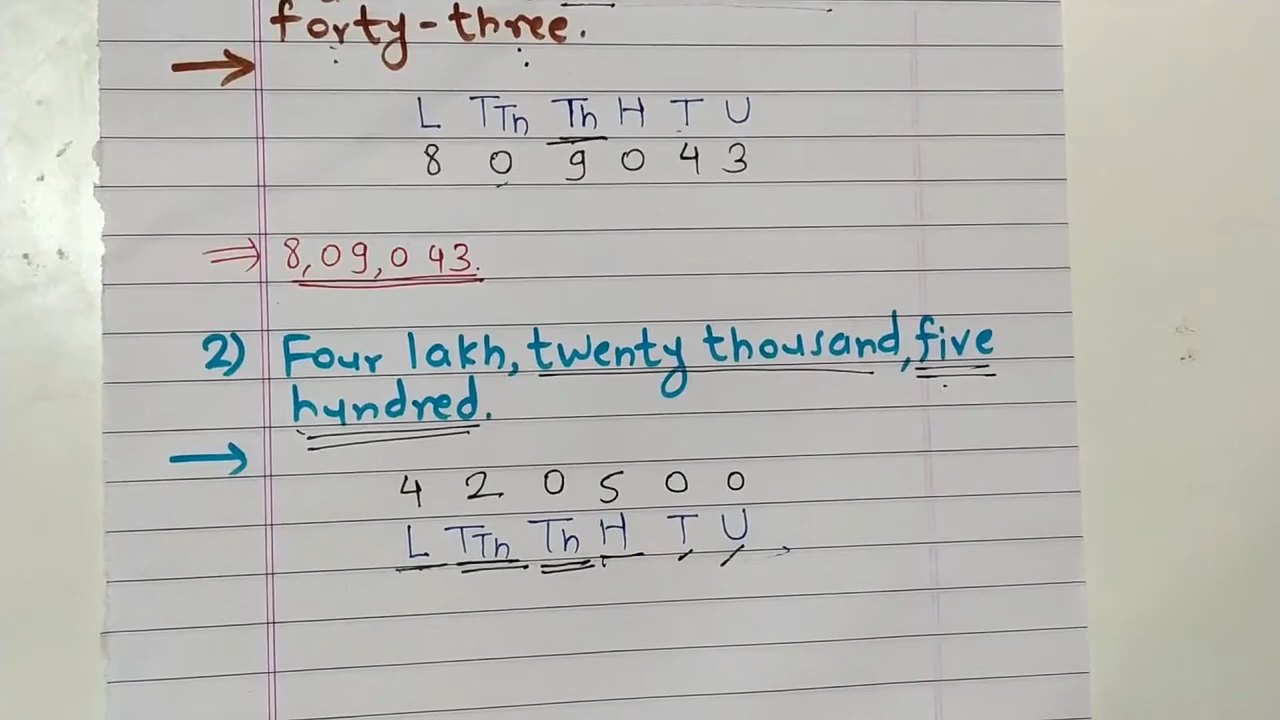 forty-three.
L TTh Th H T U
8 0 9 0 4 3
⇒ 8,09,043.
2) Four lakh, twenty thousand, five
hundred.
4 2 0 5 0 0
L TTh Th H T U